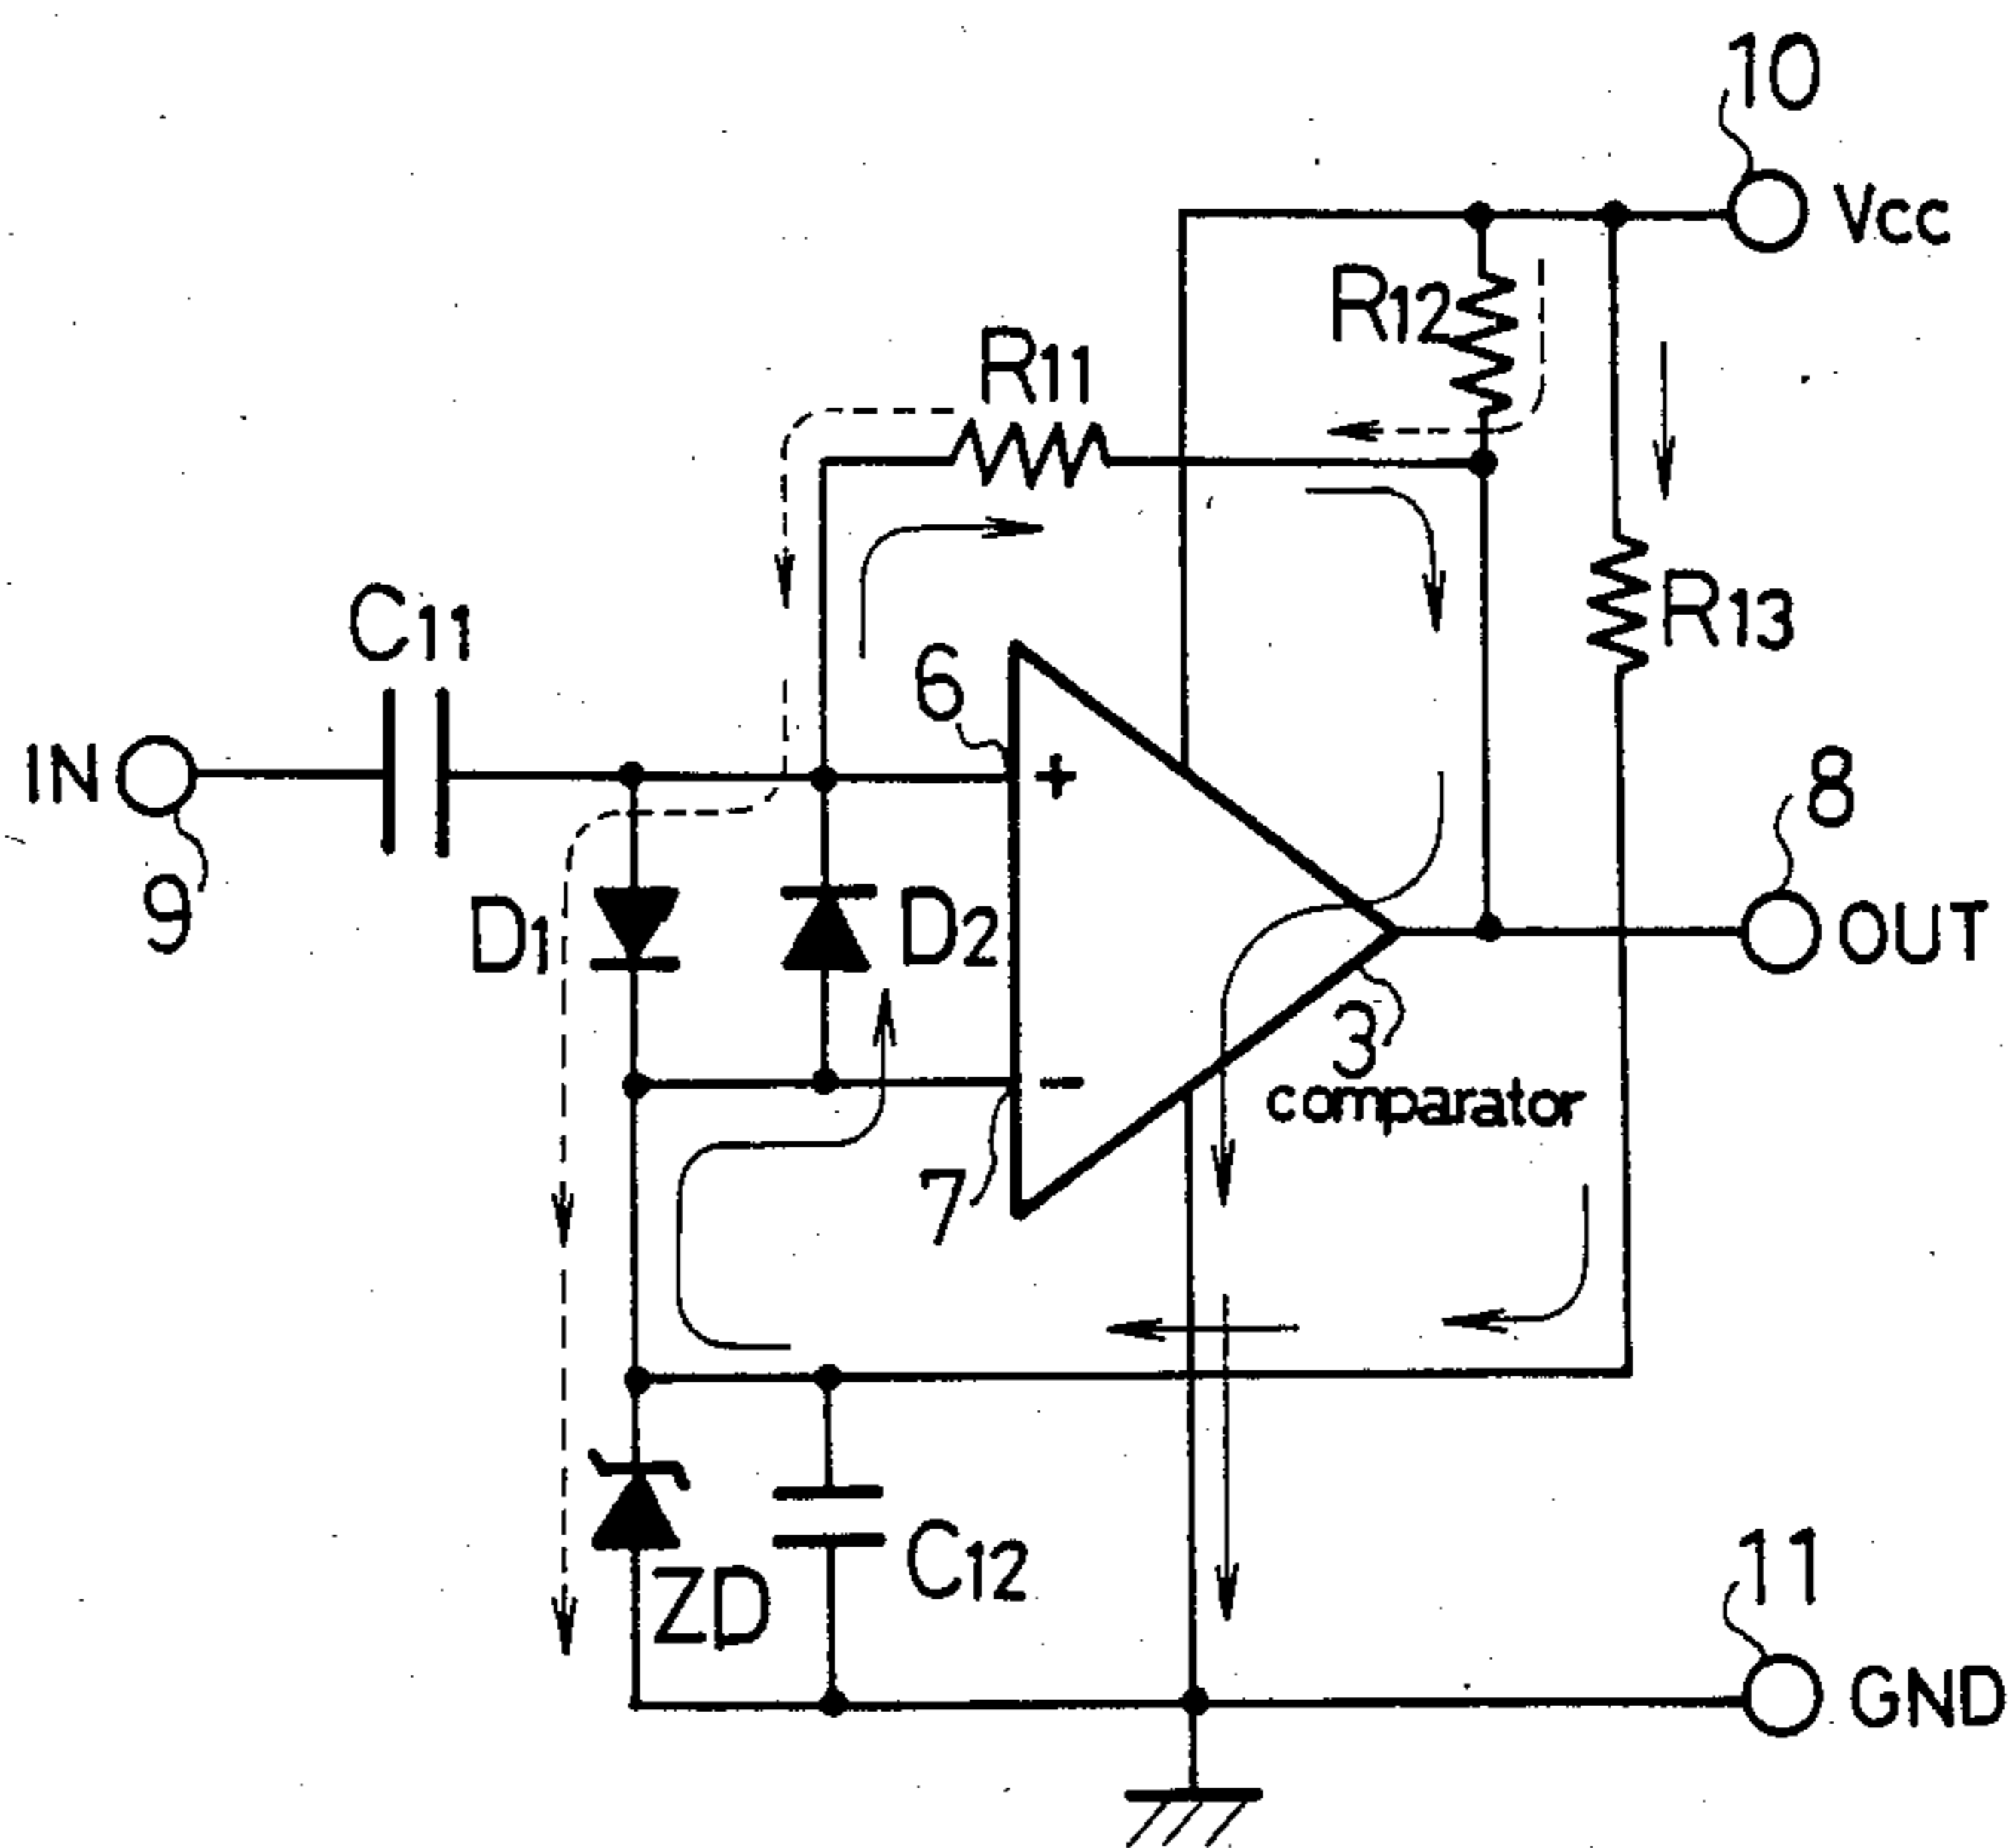 10
Vcc
R12
R11
C11
R13
6
+
IN
8
9
D1
D2
OUT
3
comparator
-
7
C12
ZD
11
GND